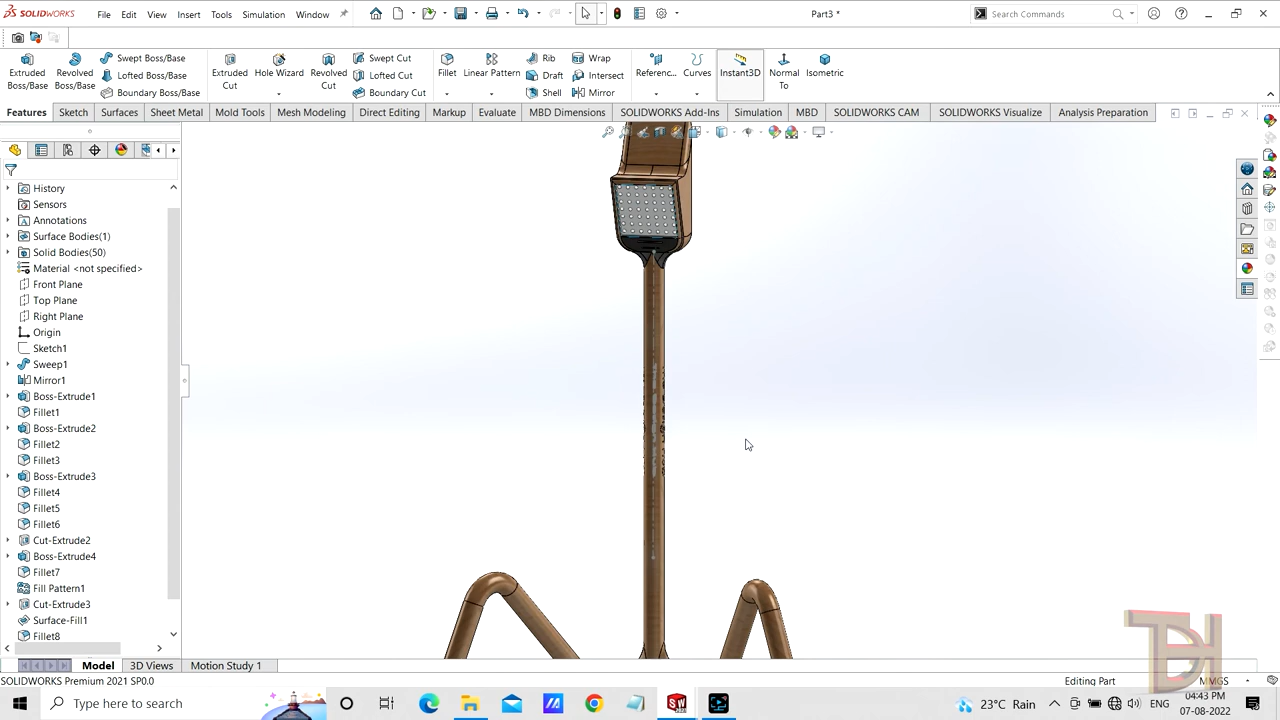 SOLIDWORKS File Edit View Insert Tools Simulation Window Part3 * Search Commands
Extruded Boss/Base Revolved Boss/Base Swept Boss/Base Lofted Boss/Base Boundary Boss/Base Extruded Cut Hole Wizard Revolved Cut Swept Cut Lofted Cut Boundary Cut Fillet Linear Pattern Rib Draft Shell Wrap Intersect Mirror Referenc... Curves Instant3D Normal To Isometric
Features Sketch Surfaces Sheet Metal Mold Tools Mesh Modeling Direct Editing Markup Evaluate MBD Dimensions SOLIDWORKS Add-Ins Simulation MBD SOLIDWORKS CAM SOLIDWORKS Visualize Analysis Preparation
History
Sensors
Annotations
Surface Bodies(1)
Solid Bodies(50)
Material <not specified>
Front Plane
Top Plane
Right Plane
Origin
Sketch1
Sweep1
Mirror1
Boss-Extrude1
Fillet1
Boss-Extrude2
Fillet2
Fillet3
Boss-Extrude3
Fillet4
Fillet5
Fillet6
Cut-Extrude2
Boss-Extrude4
Fillet7
Fill Pattern1
Cut-Extrude3
Surface-Fill1
Fillet8
Model 3D Views Motion Study 1
SOLIDWORKS Premium 2021 SP0.0 Editing Part MMGS
Type here to search 23°C Rain ENG 04:43 PM
07-08-2022